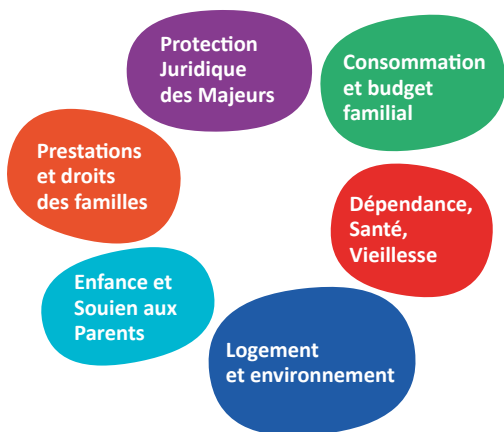 Protection
Juridique
des Majeurs
Consommation
et budget
familial
Prestations
et droits
des familles
Dépendance,
Santé,
Vieillesse
Enfance et
Souien aux
Parents
Logement
et environnement